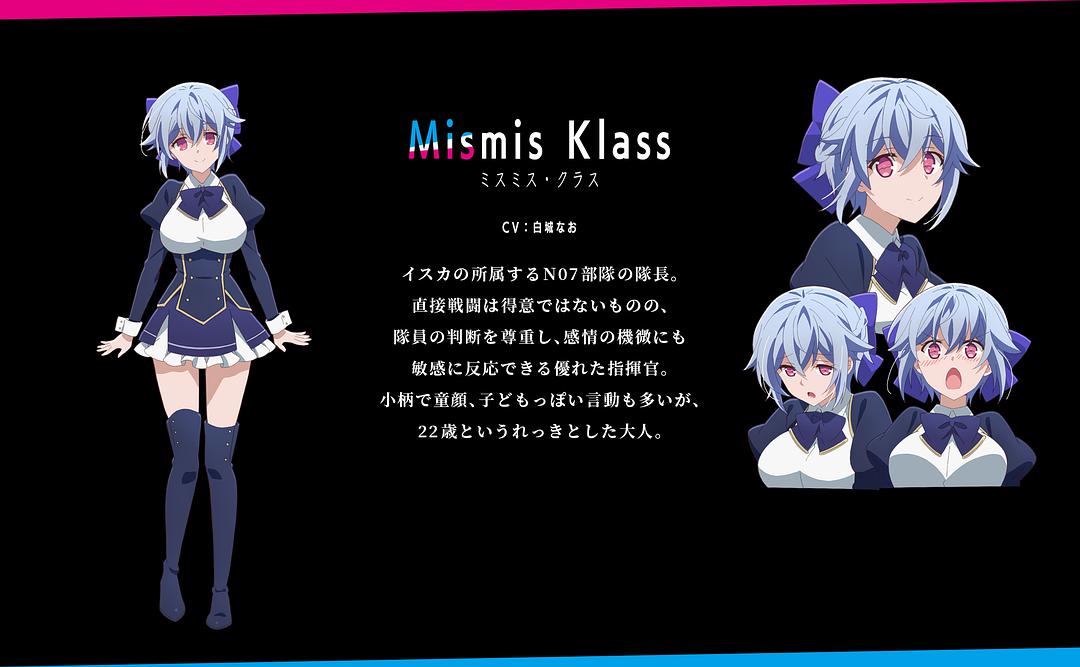 Mismis Klass
ミスミス・クラス
CV：白城なお
イスカの所属するN07部隊の隊長。
直接戦闘は得意ではないものの、
隊員の判断を尊重し、感情の機微にも
敏感に反応できる優れた指揮官。
小柄で童顔、子どもっぽい言動も多いが、
22歳というれっきとした大人。